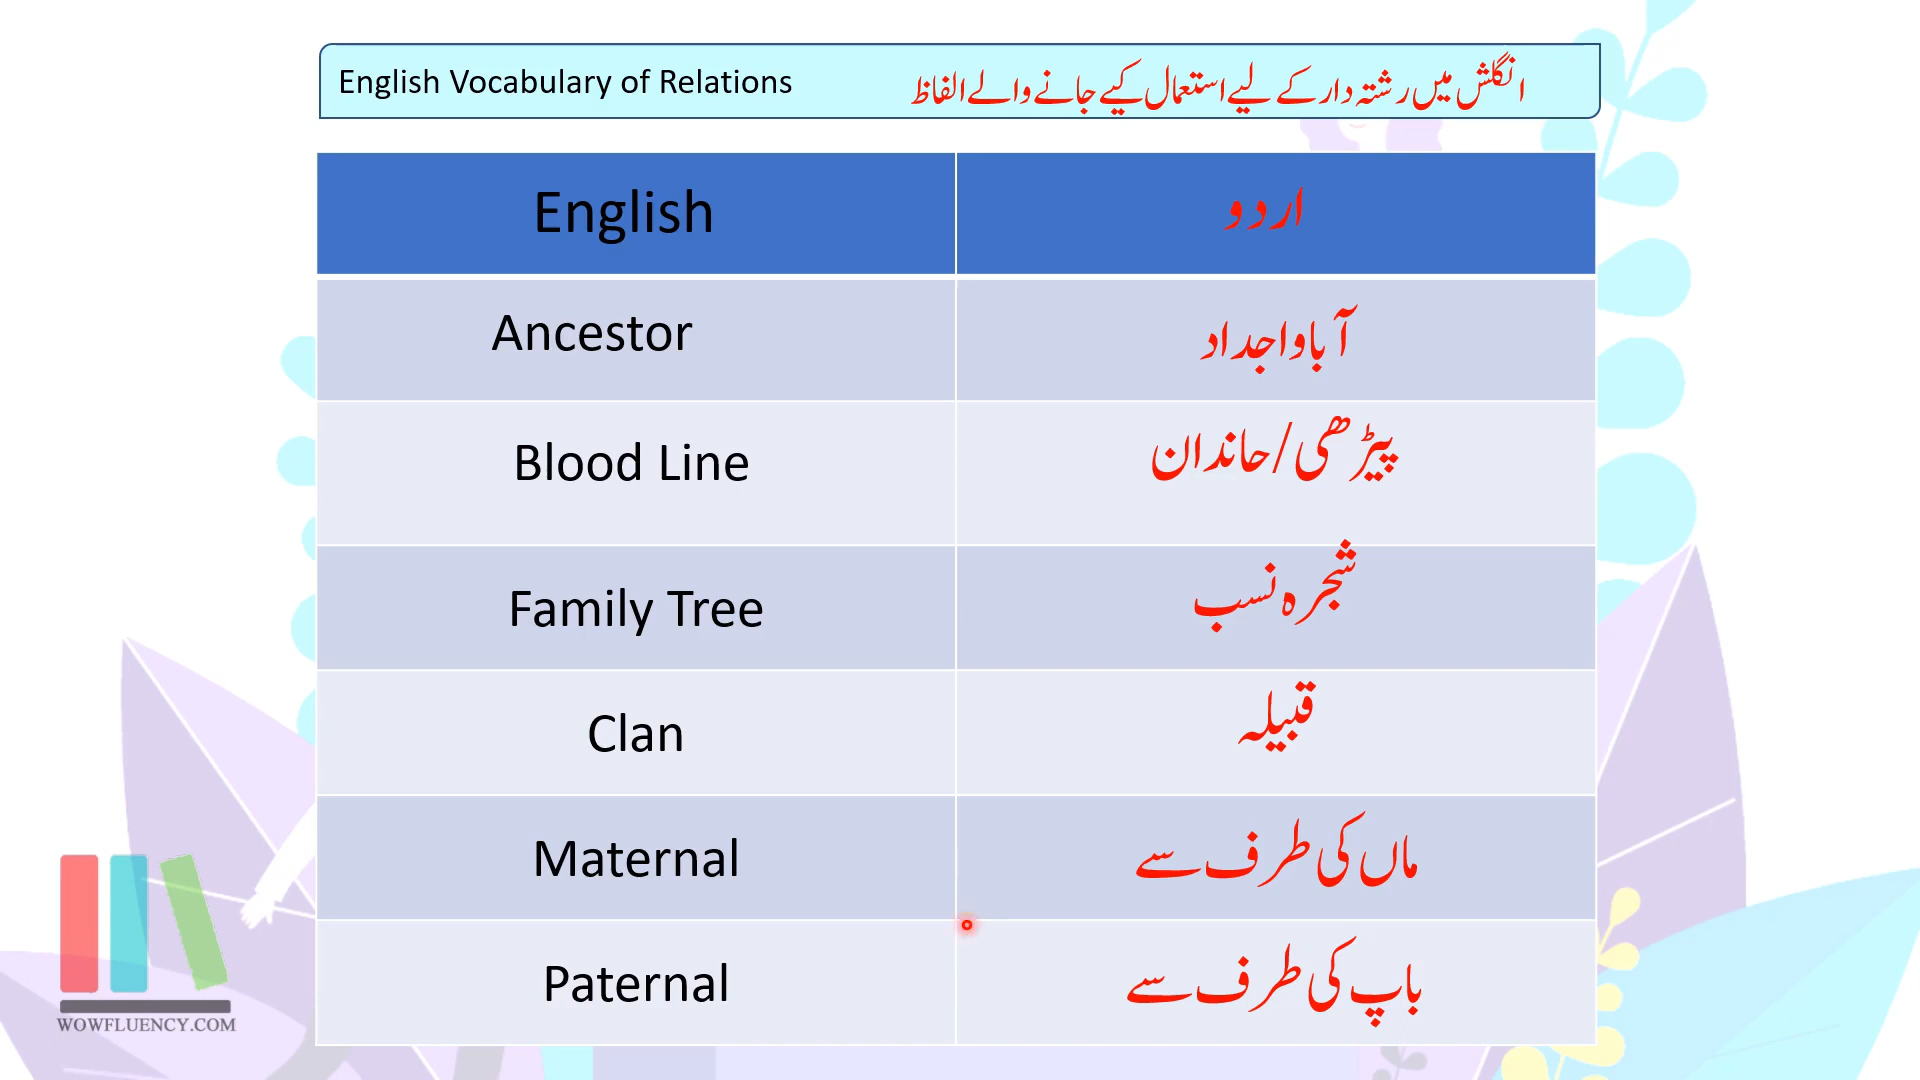 English Vocabulary of Relations
انگلش میں رشتہ دار کے لیے استعمال کیے جانے والے الفاظ
English
اردو
Ancestor
آباواجداد
Blood Line
پیڑھی/حاندان
Family Tree
شجرہ نسب
Clan
قبیلہ
Maternal
ماں کی طرف سے
Paternal
باپ کی طرف سے
WOWFLUENCY.COM